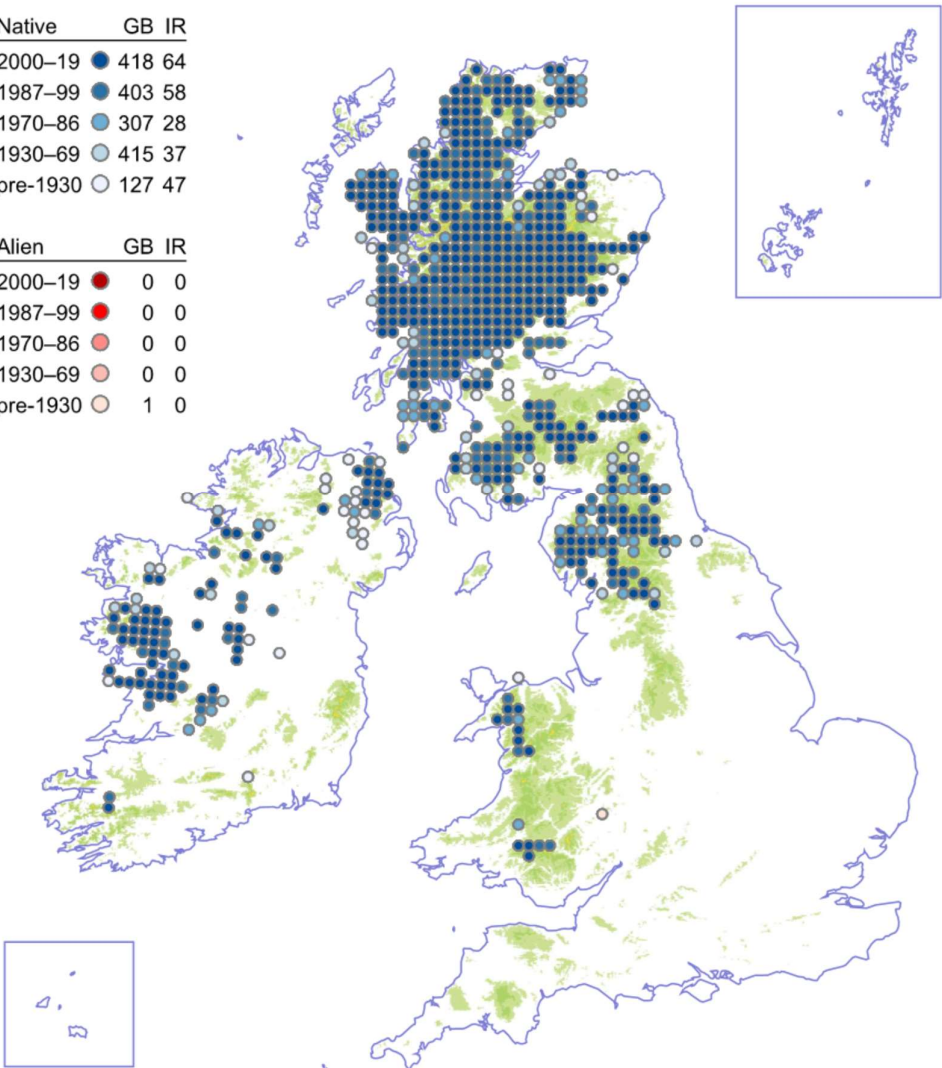 Native GB IR
2000–19 418 64
1987–99 403 58
1970–86 307 28
1930–69 415 37
pre-1930 127 47
Alien GB IR
2000–19 0 0
1987–99 0 0
1970–86 0 0
1930–69 0 0
pre-1930 1 0